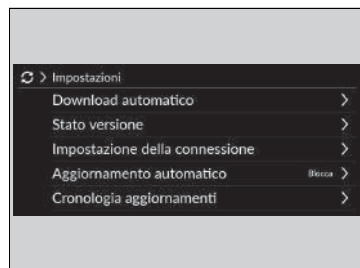 Impostazioni
Download automatico
Stato versione
Impostazione della connessione
Aggiornamento automatico Blocca
Cronologia aggiornamenti